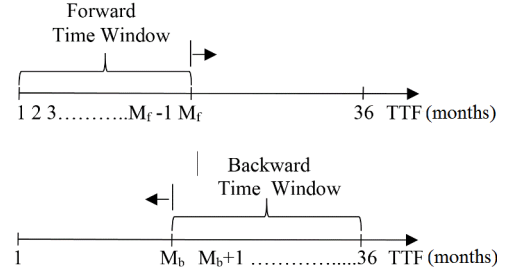 Forward
Time Window
1 2 3………..Mf -1 Mf 36 TTF (months)
Backward
Time Window
1 Mb Mb+1 ………….....36 TTF (months)